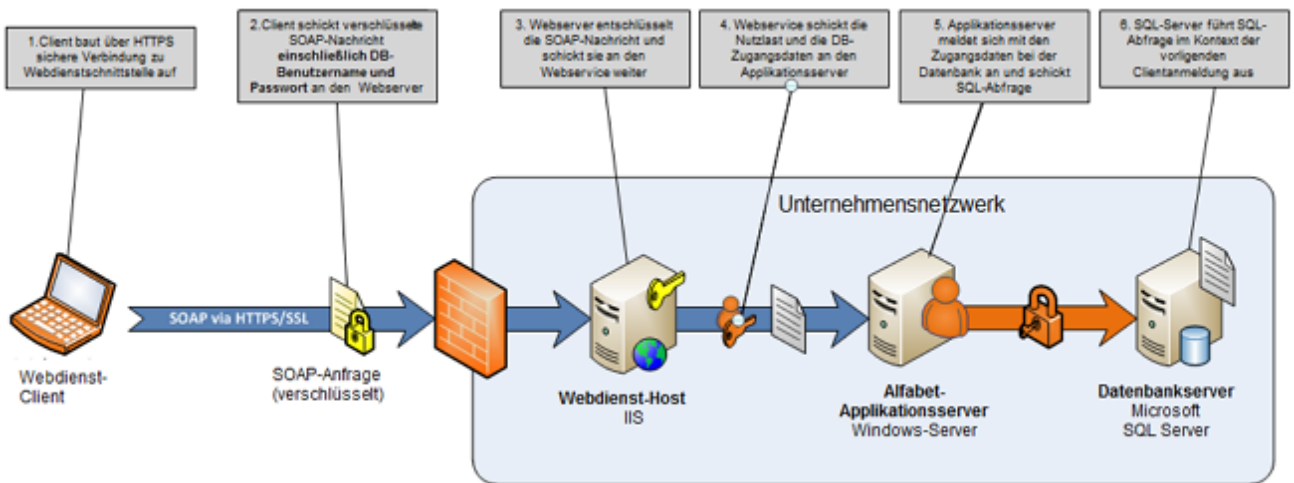 1.Client baut über HTTPS
sichere Verbindung zu
Webdienstschnittstelle auf
2.Client schickt verschlüsselte
SOAP-Nachricht
einschließlich DB-
Benutzername und
Passwort an den Webserver
3. Webserver entschlüsselt
die SOAP-Nachricht und
schickt sie an den
Webservice weiter
4. Webservice schickt die
Nutzlast und die DB-
Zugangsdaten an den
Applikationsserver
5. Applikationsserver
meldet sich mit den
Zugangsdaten bei der
Datenbank an und schickt
SQL-Abfrage
6. SQL-Server führt SQL-
Abfrage im Kontext der
vorligenden
Clientanmeldung aus
Unternehmensnetzwerk
SOAP via HTTPS/SSL
Webdienst-
Client
SOAP-Anfrage
(verschlüsselt)
Webdienst-Host
IIS
Alfabet-
Applikationsserver
Windows-Server
Datenbankserver
Microsoft
SQL Server